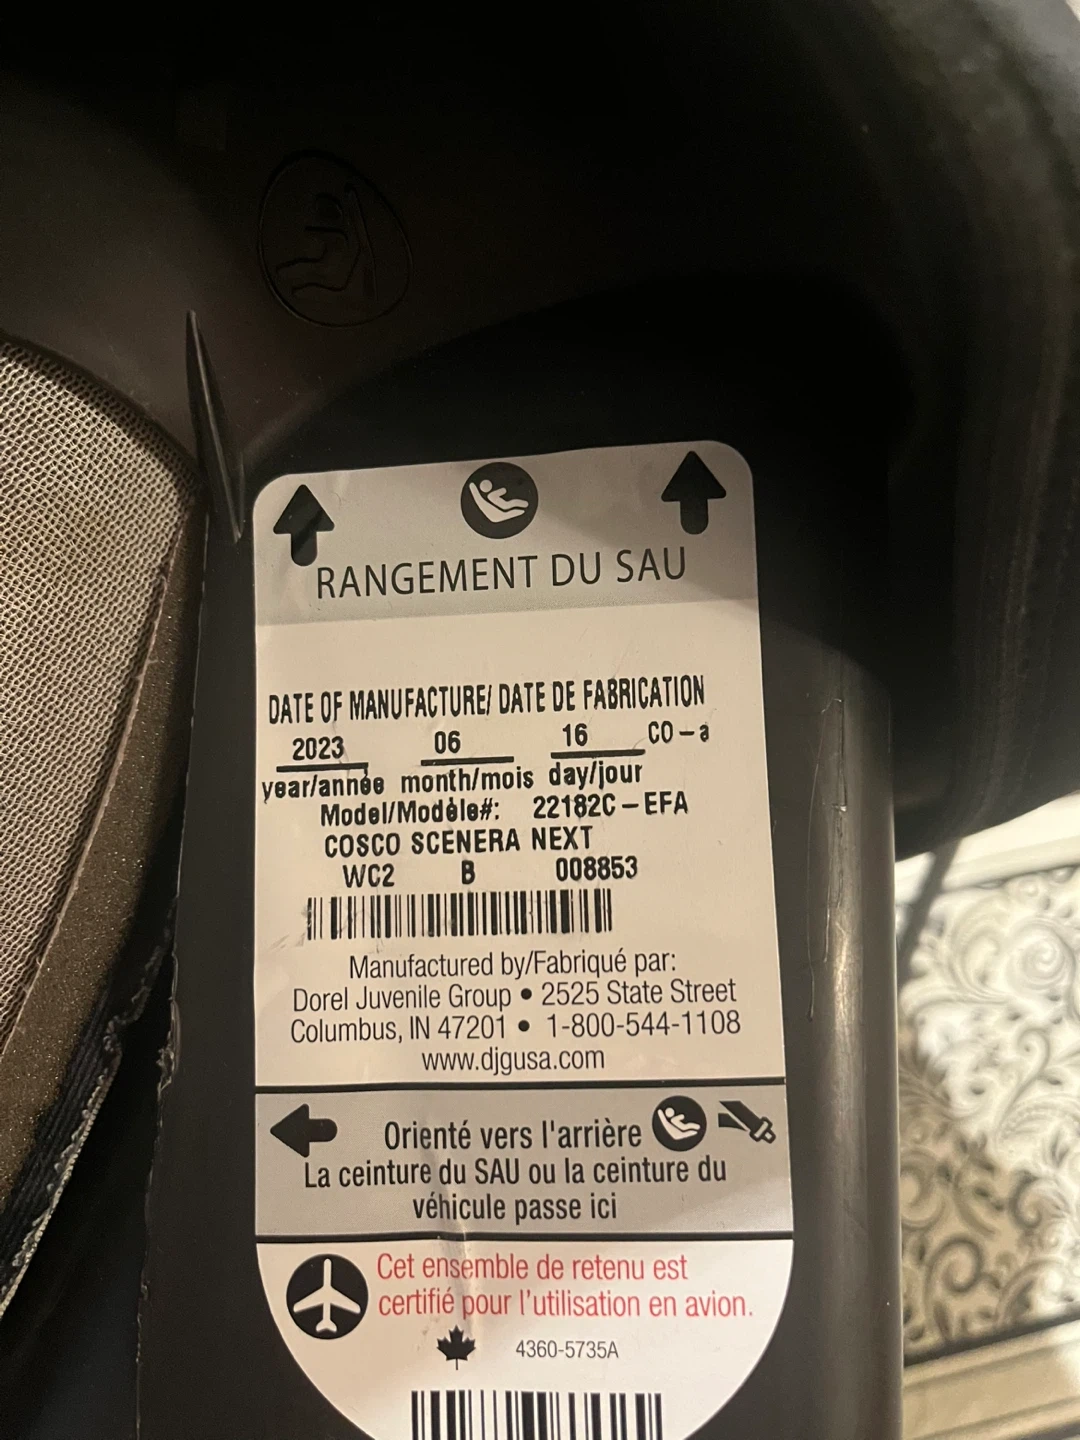 RANGEMENT DU SAU
DATE OF MANUFACTURE/ DATE DE FABRICATION
2023 06 16 CO-a
year/année month/mois day/jour
Model/Modèle#: 22182C-EFA
COSCO SCENERA NEXT
WC2 B 008853
Manufactured by/Fabriqué par:
Dorel Juvenile Group • 2525 State Street
Columbus, IN 47201 • 1-800-544-1108
www.djgusa.com
Orienté vers l'arrière
La ceinture du SAU ou la ceinture du
véhicule passe ici
Cet ensemble de retenu est
certifié pour l'utilisation en avion.
4360-5735A